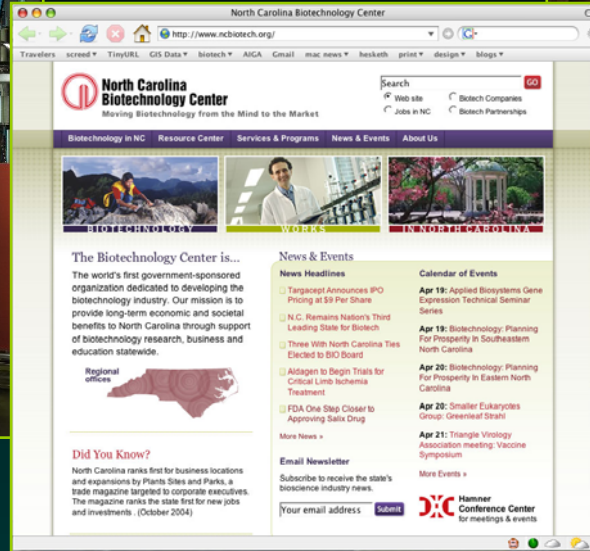 North Carolina Biotechnology Center
http://www.ncbiotech.org/
Travelers screed TinyURL GIS Data biotech AIGA Gmail mac news hesketh print design blogs
North Carolina
Biotechnology Center
Moving Biotechnology from the Mind to the Market
Search GO
Web site Biotech Companies
Jobs in NC Biotech Partnerships
Biotechnology in NC Resource Center Services & Programs News & Events About Us
BIOTECHNOLOGY WORKS IN NORTH CAROLINA
The Biotechnology Center is...
The world's first government-sponsored
organization dedicated to developing the
biotechnology industry. Our mission is to
provide long-term economic and societal
benefits to North Carolina through support
of biotechnology research, business and
education statewide.
Regional
offices
Did You Know?
North Carolina ranks first for business locations
and expansions by Plants Sites and Parks, a
trade magazine targeted to corporate executives.
The magazine ranks the state first for new jobs
and investments . (October 2004)
News & Events
News Headlines
Targacept Announces IPO
Pricing at $9 Per Share
N.C. Remains Nation's Third
Leading State for Biotech
Three With North Carolina Ties
Elected to BIO Board
Aldagen to Begin Trials for
Critical Limb Ischemia
Treatment
FDA One Step Closer to
Approving Salix Drug
More News »
Email Newsletter
Subscribe to receive the state's
bioscience industry news.
Your email address Submit
Calendar of Events
Apr 19: Applied Biosystems Gene
Expression Technical Seminar
Series
Apr 19: Biotechnology: Planning
For Prosperity In Southeastern
North Carolina
Apr 20: Biotechnology: Planning
For Prosperity In Eastern North
Carolina
Apr 20: Smaller Eukaryotes
Group: Greenleaf Strahl
Apr 21: Triangle Virology
Association meeting: Vaccine
Symposium
More Events »
Hamner
Conference Center
for meetings & events